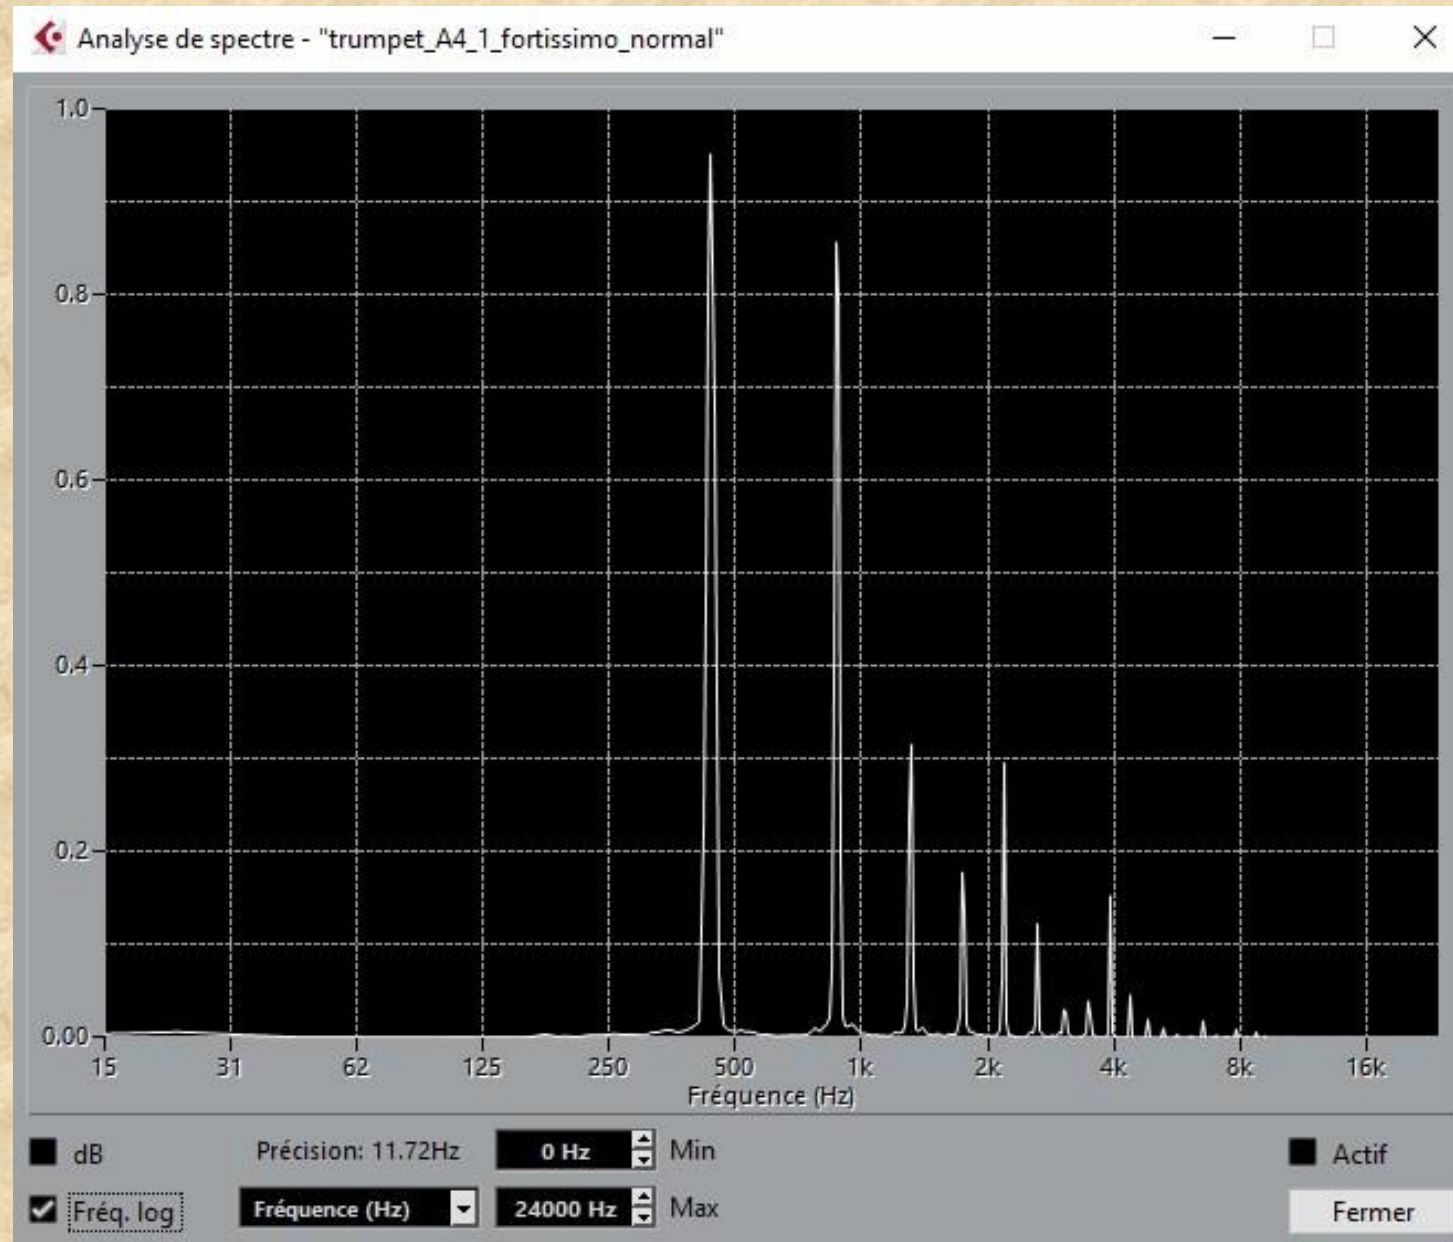 Analyse de spectre - "trumpet_A4_1_fortissimo_normal"
1.0
0.8
0.6
0.4
0.2
0.00
15 31 62 125 250 500 1k 2k 4k 8k 16k
Fréquence (Hz)
dB Précision: 11.72Hz 0 Hz Min Actif
Fréq. log Fréquence (Hz) 24000 Hz Max Fermer